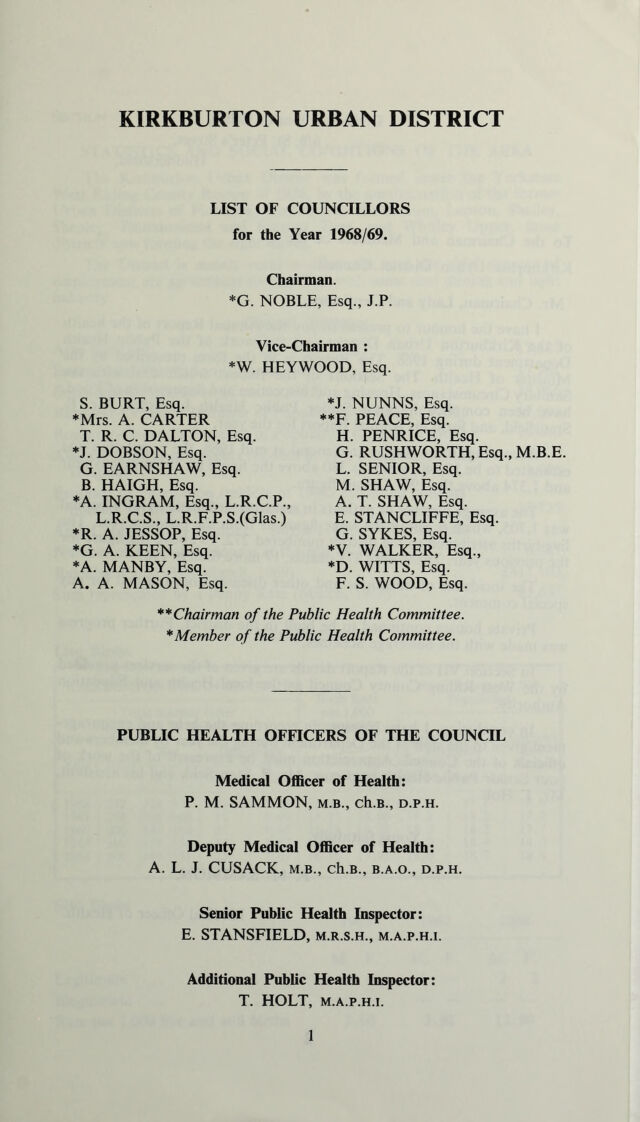 KIRKBURTON URBAN DISTRICT
LIST OF COUNCILLORS
for the Year 1968/69.
Chairman.
*G. NOBLE, Esq., J.P.
Vice-Chairman :
*W. HEYWOOD, Esq.
S. BURT, Esq.
*Mrs. A. CARTER
T. R. C. DALTON, Esq.
*J. DOBSON, Esq.
G. EARNSHAW, Esq.
B. HAIGH, Esq.
*A. INGRAM, Esq., L.R.C.P.,
L.R.C.S., L.R.F.P.S.(Glas.)
*R. A. JESSOP, Esq.
*G. A. KEEN, Esq.
*A. MANBY, Esq.
A. A. MASON, Esq.
*J. NUNNS, Esq.
**F. PEACE, Esq.
H. PENRICE, Esq.
G. RUSHWORTH, Esq., M.B.E.
L. SENIOR, Esq.
M. SHAW, Esq.
A. T. SHAW, Esq.
E. STANCLIFFE, Esq.
G. SYKES, Esq.
*V. WALKER, Esq.,
*D. WITTS, Esq.
F. S. WOOD, Esq.
**Chairman of the Public Health Committee.
*Member of the Public Health Committee.
PUBLIC HEALTH OFFICERS OF THE COUNCIL
Medical Officer of Health:
P. M. SAMMON, M.B., Ch.B., D.P.H.
Deputy Medical Officer of Health:
A. L. J. CUSACK, M.B., Ch.B., B.A.O., D.P.H.
Senior Public Health Inspector:
E. STANSFIELD, M.R.S.H., M.A.P.H.I.
Additional Public Health Inspector:
T. HOLT, M.A.P.H.I.
1